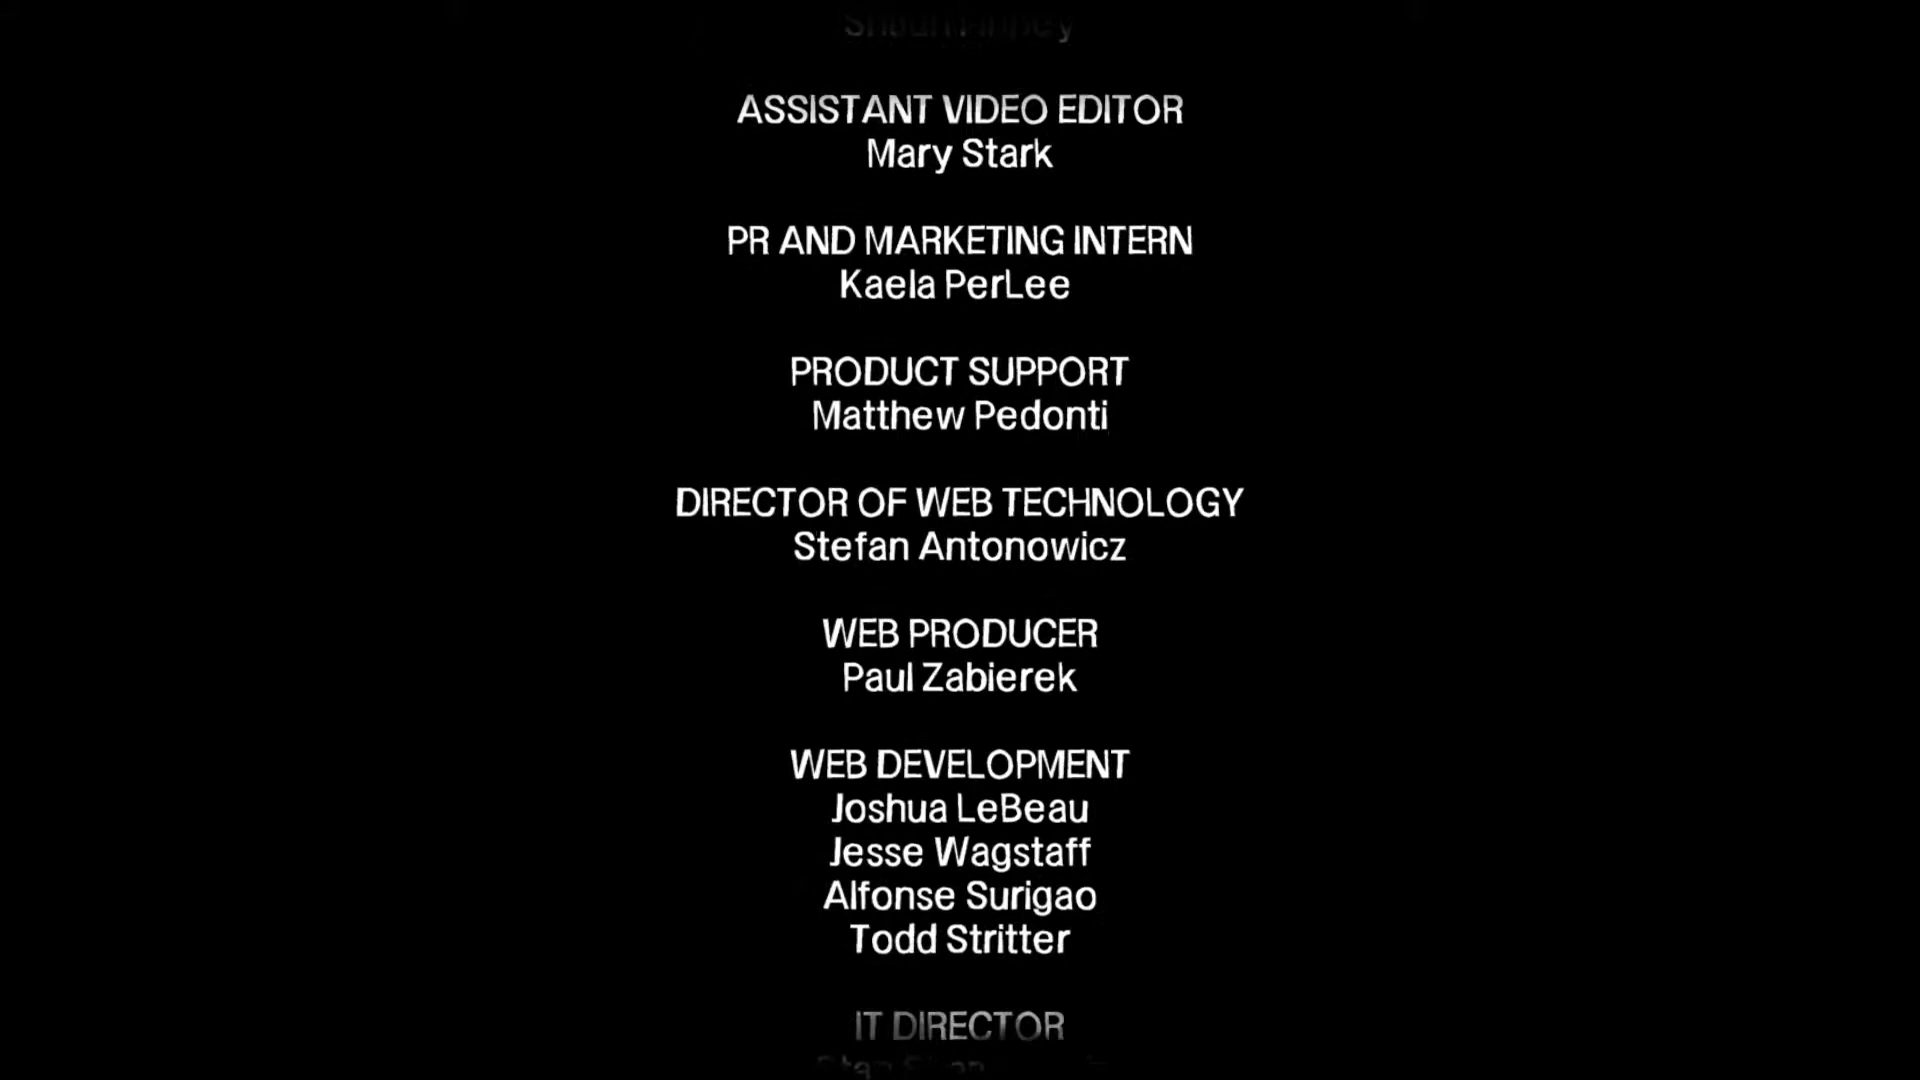 ASSISTANT VIDEO EDITOR
Mary Stark
PR AND MARKETING INTERN
Kaela PerLee
PRODUCT SUPPORT
Matthew Pedonti
DIRECTOR OF WEB TECHNOLOGY
Stefan Antonowicz
WEB PRODUCER
Paul Zabierek
WEB DEVELOPMENT
Joshua LeBeau
Jesse Wagstaff
Alfonse Surigao
Todd Stritter
IT DIRECTOR